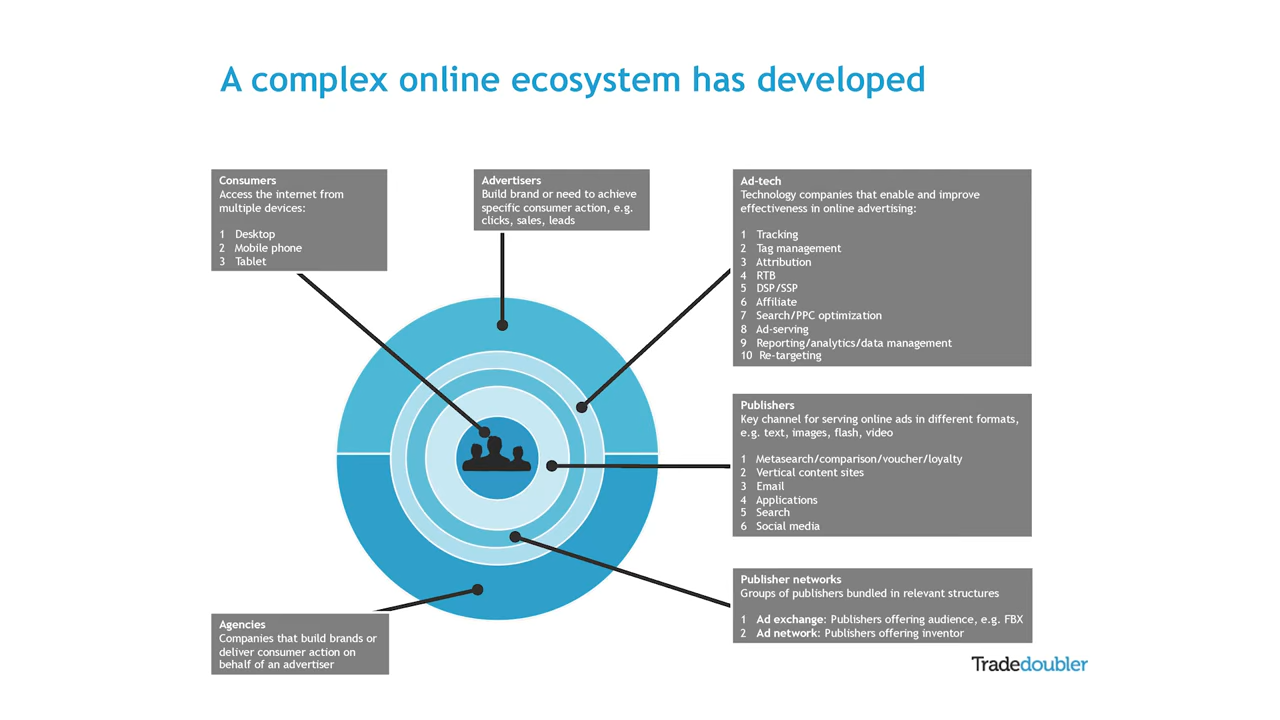 A complex online ecosystem has developed
Consumers
Access the internet from
multiple devices:
1 Desktop
2 Mobile phone
3 Tablet
Advertisers
Build brand or need to achieve
specific consumer action, e.g.
clicks, sales, leads
Ad-tech
Technology companies that enable and improve
effectiveness in online advertising:
1 Tracking
2 Tag management
3 Attribution
4 RTB
5 DSP/SSP
6 Affiliate
7 Search/PPC optimization
8 Ad-serving
9 Reporting/analytics/data management
10 Re-targeting
Publishers
Key channel for serving online ads in different formats,
e.g. text, images, flash, video
1 Metasearch/comparison/voucher/loyalty
2 Vertical content sites
3 Email
4 Applications
5 Search
6 Social media
Publisher networks
Groups of publishers bundled in relevant structures
1 Ad exchange: Publishers offering audience, e.g. FBX
2 Ad network: Publishers offering inventor
Agencies
Companies that build brands or
deliver consumer action on
behalf of an advertiser
Tradedoubler